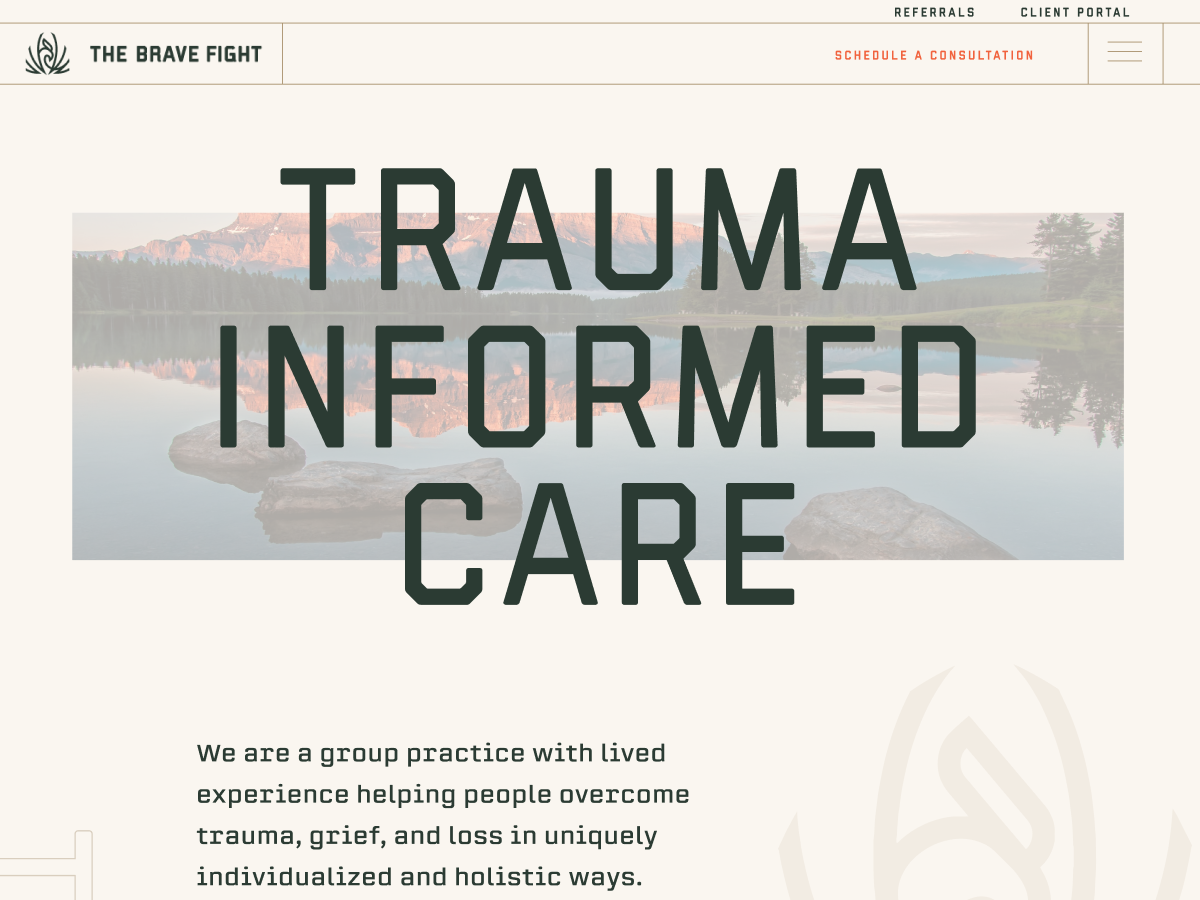 REFERRALS CLIENT PORTAL
THE BRAVE FIGHT
SCHEDULE A CONSULTATION
TRAUMA
INFORMED
CARE
We are a group practice with lived
experience helping people overcome
trauma, grief, and loss in uniquely
individualized and holistic ways.